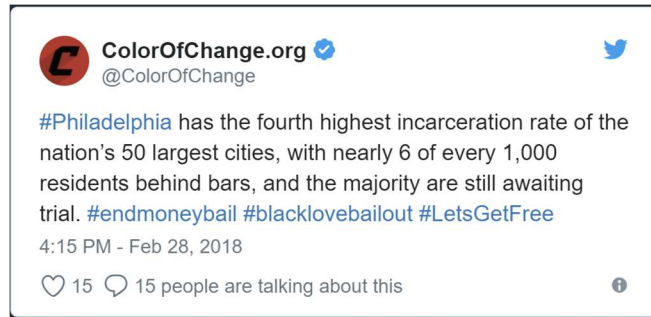 ColorOfChange.org
@ColorOfChange
#Philadelphia has the fourth highest incarceration rate of the
nation’s 50 largest cities, with nearly 6 of every 1,000
residents behind bars, and the majority are still awaiting
trial. #endmoneybail #blacklovebailout #LetsGetFree
4:15 PM - Feb 28, 2018
15 15 people are talking about this